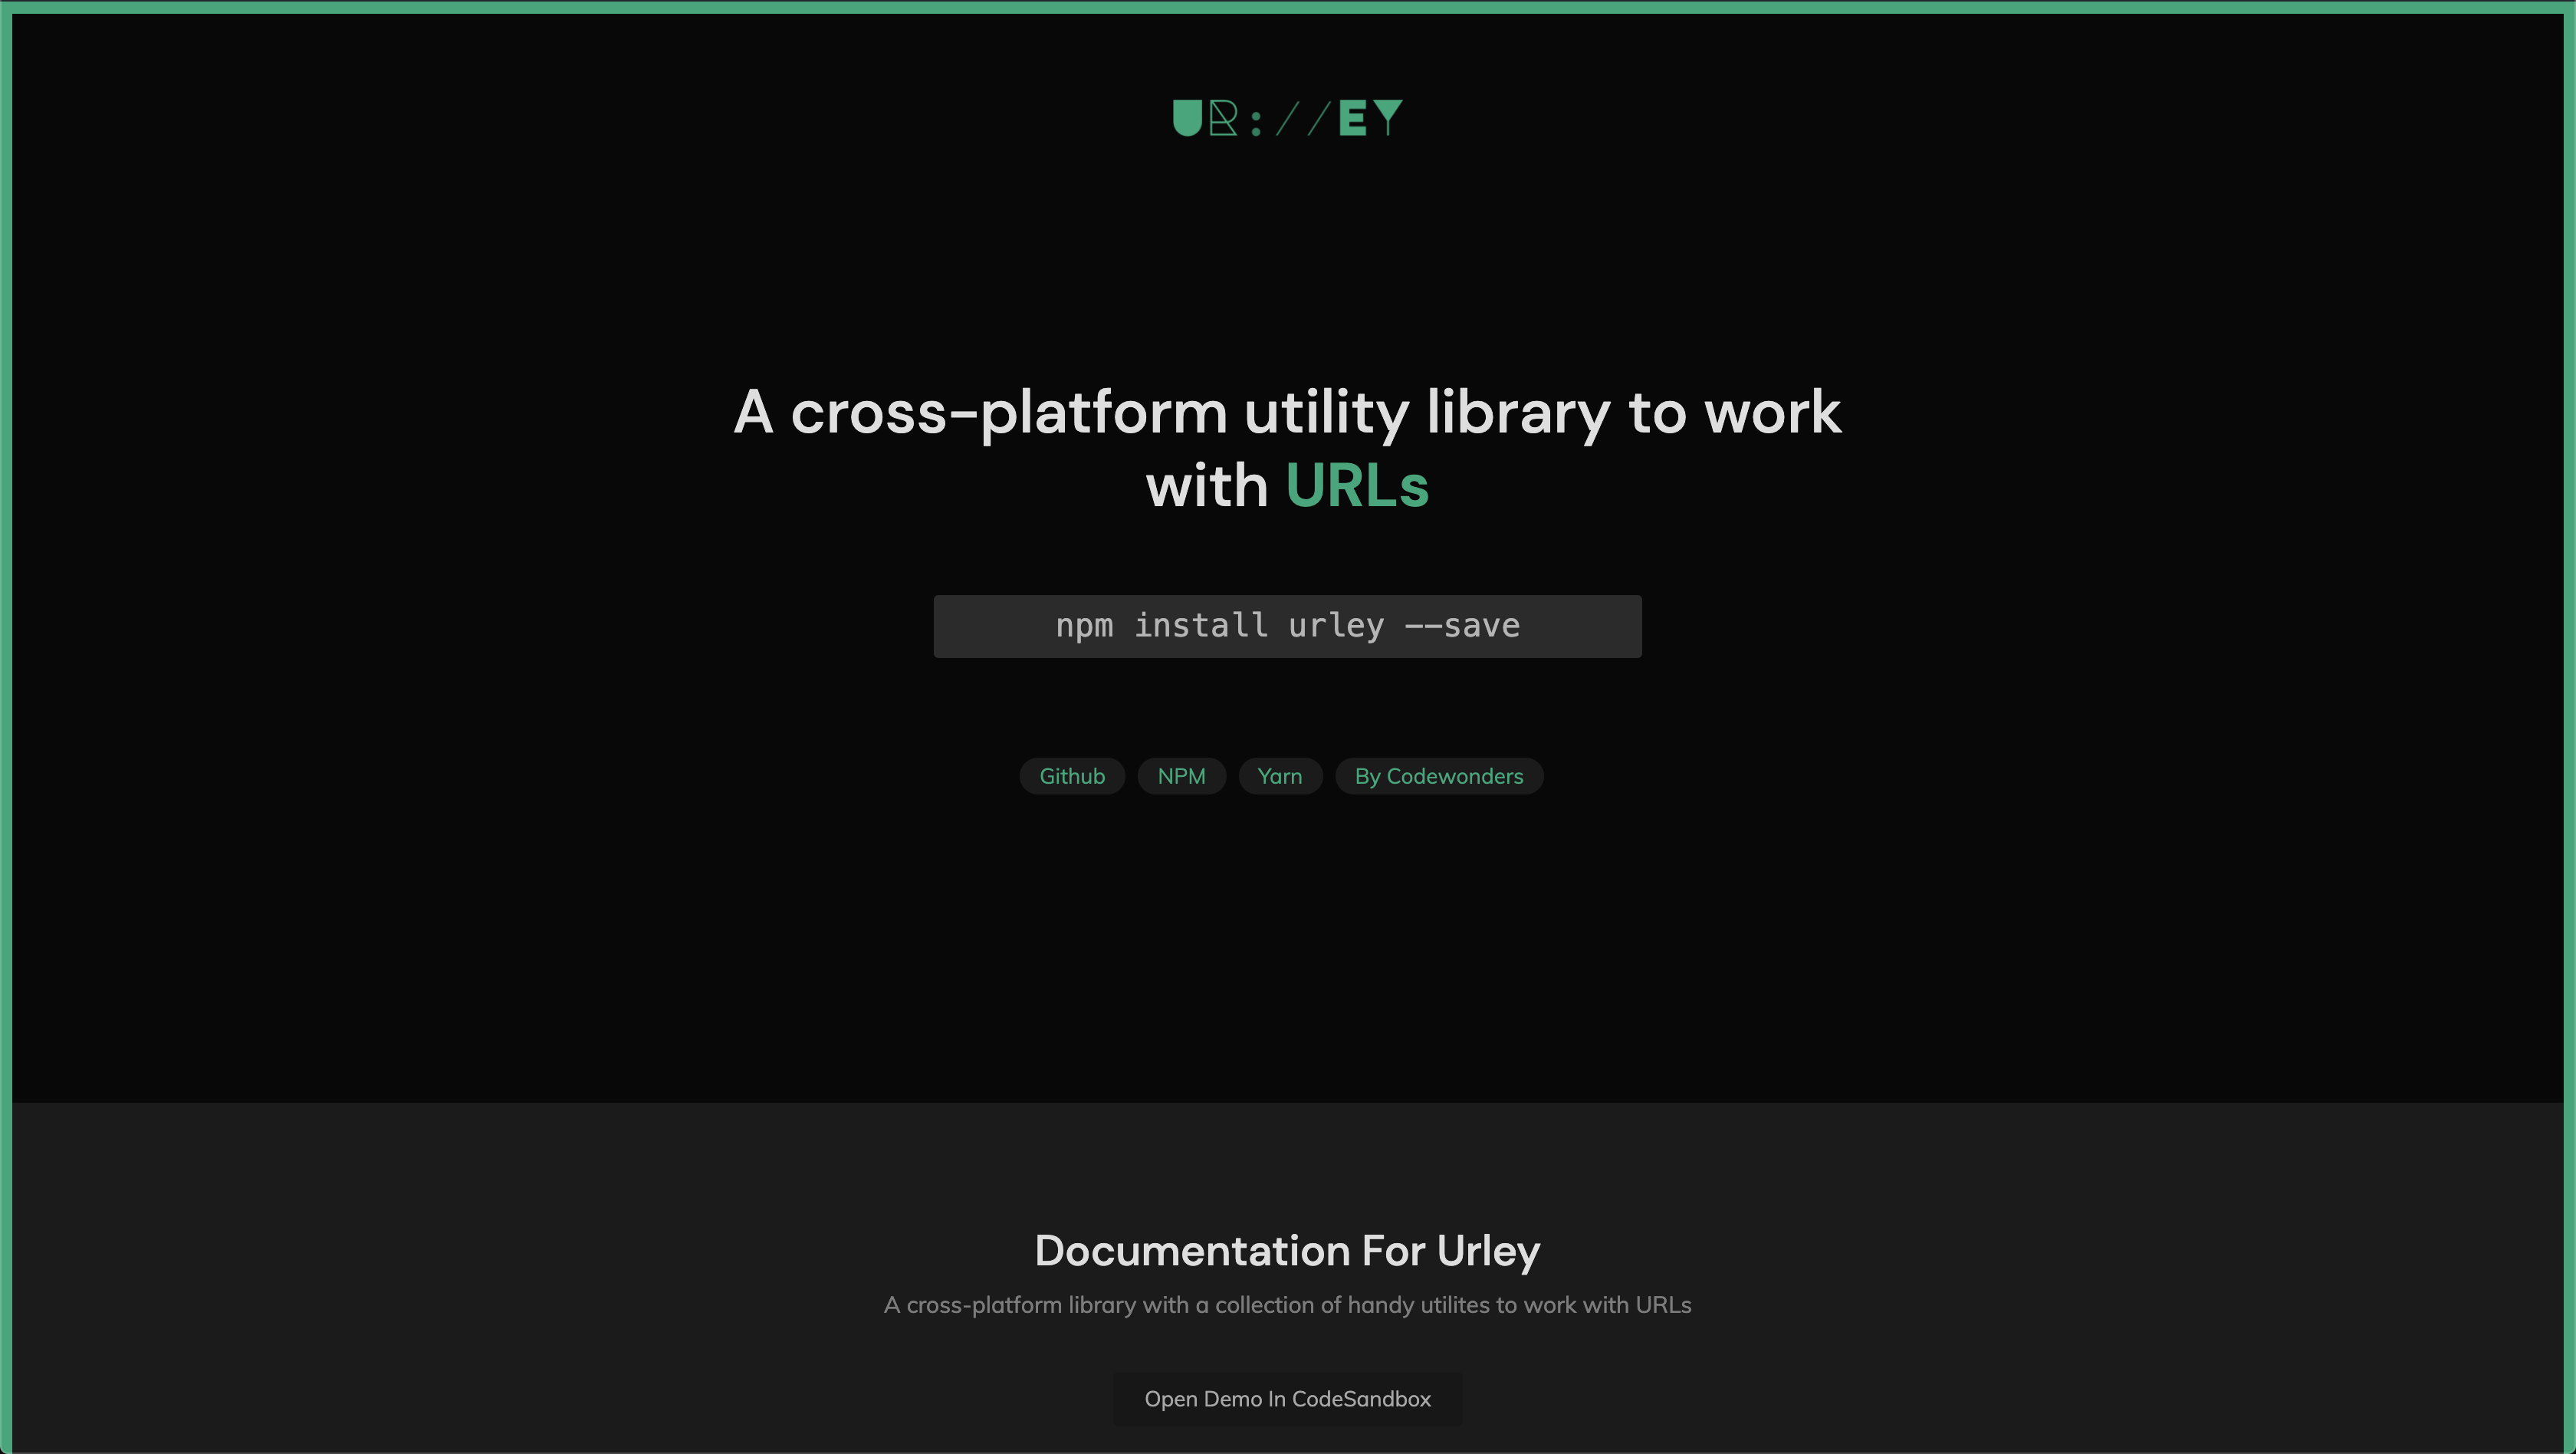 UR://EY
A cross-platform utility library to work
with URLs
npm install urley --save
Github NPM Yarn By Codewonders
Documentation For Urley
A cross-platform library with a collection of handy utilites to work with URLs
Open Demo In CodeSandbox